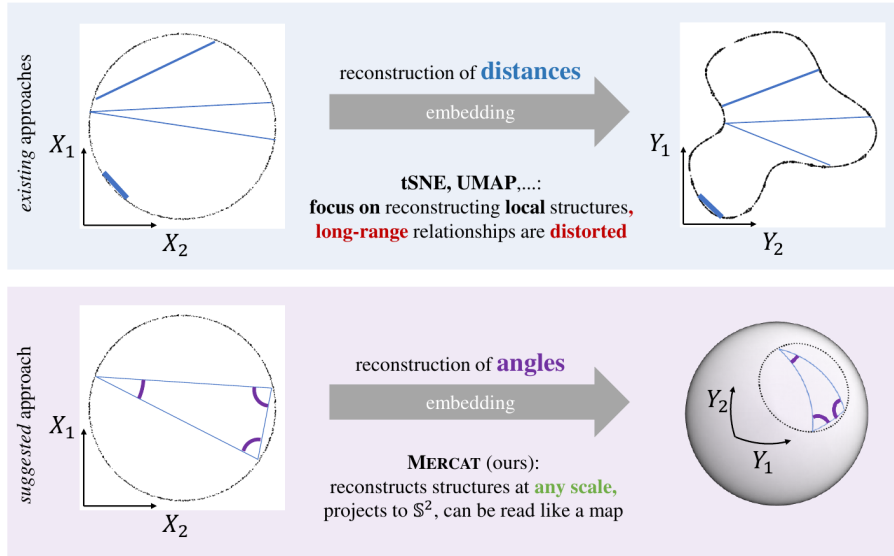 existing approaches
X₁
X₂
reconstruction of distances
embedding
tSNE, UMAP,...:
focus on reconstructing local structures,
long-range relationships are distorted
Y₁
Y₂
suggested approach
X₁
X₂
reconstruction of angles
embedding
MERCAT (ours):
reconstructs structures at any scale,
projects to 𝕊², can be read like a map
Y₂
Y₁